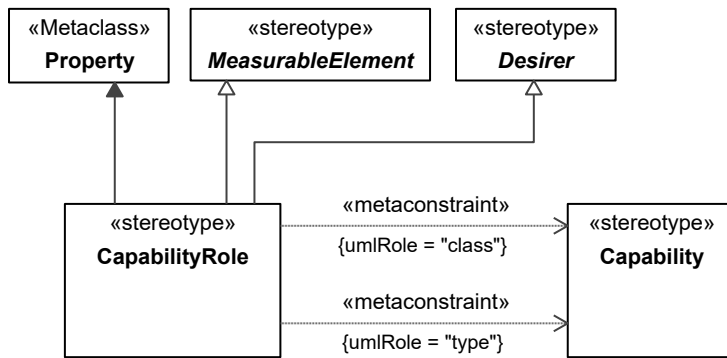 «Metaclass»
Property
«stereotype»
MeasurableElement
«stereotype»
Desirer
«stereotype»
CapabilityRole
«metaconstraint»
{umlRole = "class"}
«metaconstraint»
{umlRole = "type"}
«stereotype»
Capability